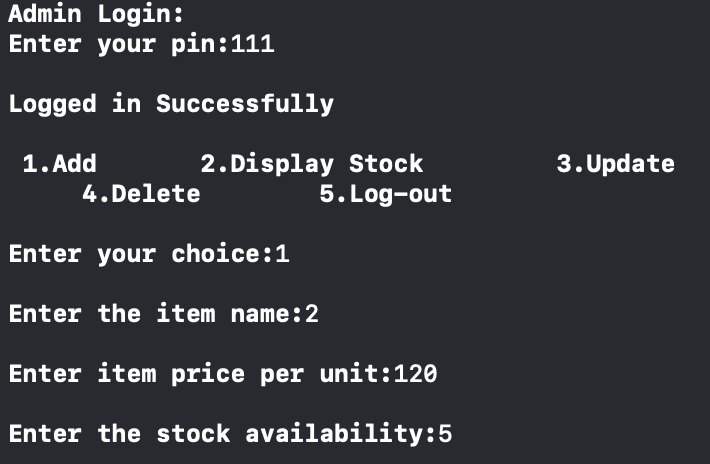 Admin Login:
Enter your pin:111
Logged in Successfully
1.Add 2.Display Stock 3.Update
4.Delete 5.Log-out
Enter your choice:1
Enter the item name:2
Enter item price per unit:120
Enter the stock availability:5